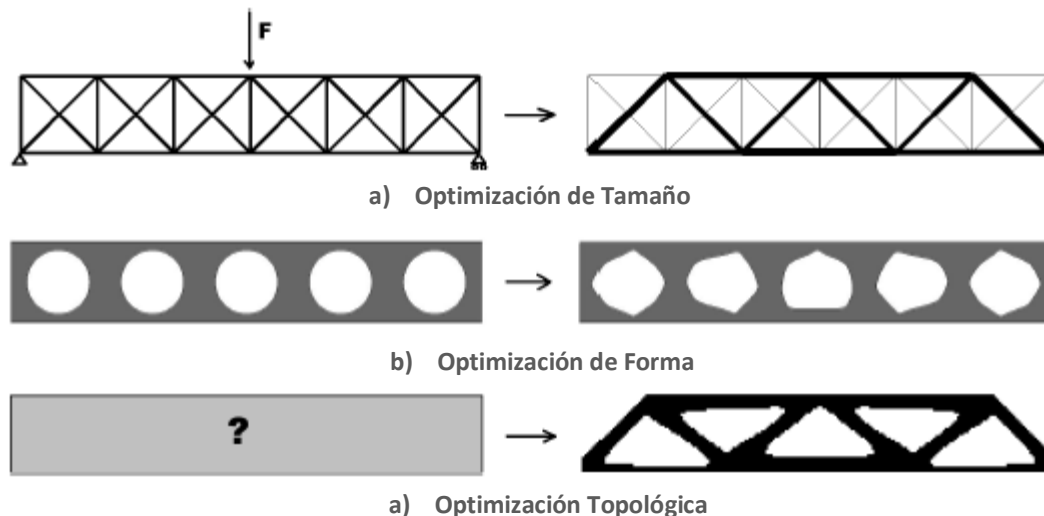 F
a) Optimización de Tamaño
b) Optimización de Forma
?
a) Optimización Topológica